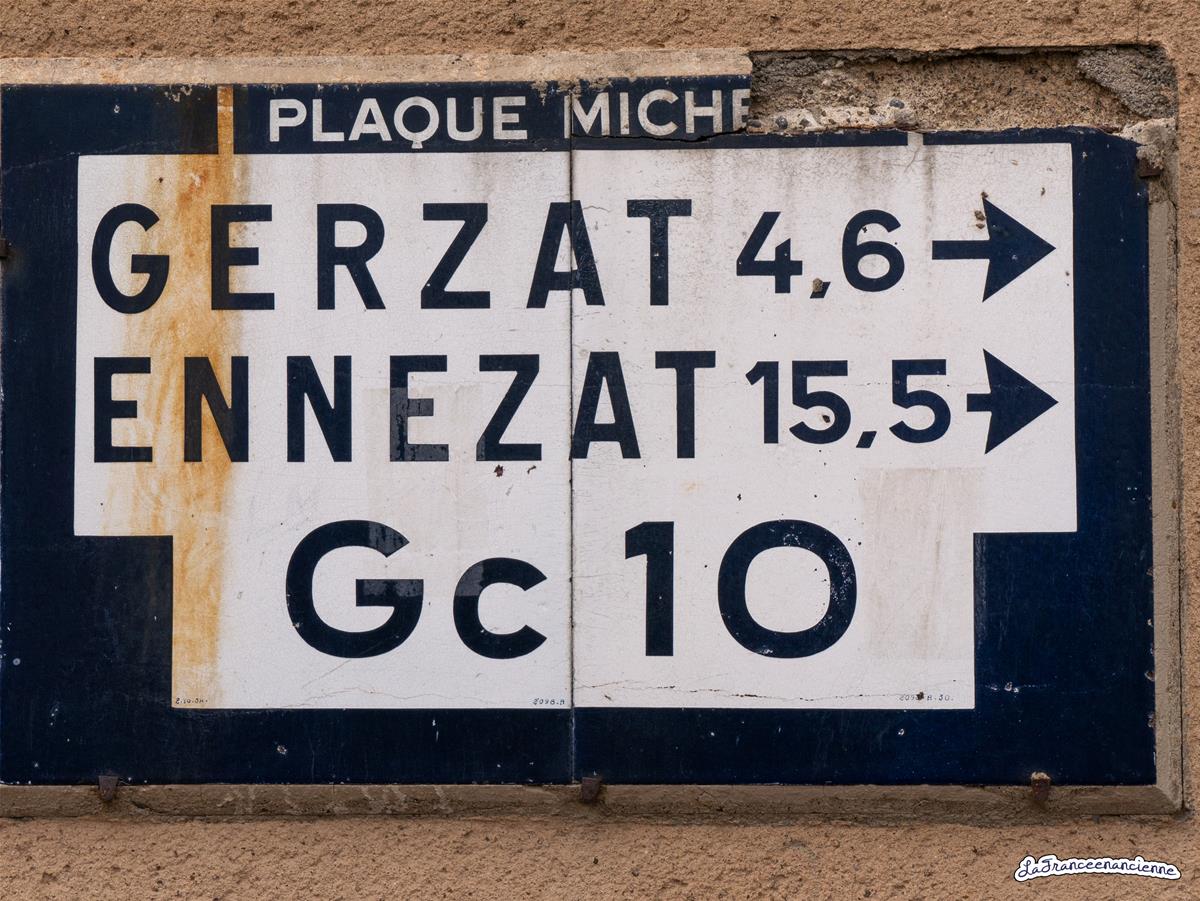 PLAQUE MICHE
GERZAT 4,6
ENNEZAT 15,5
Gc 10
LaFranceenancienne